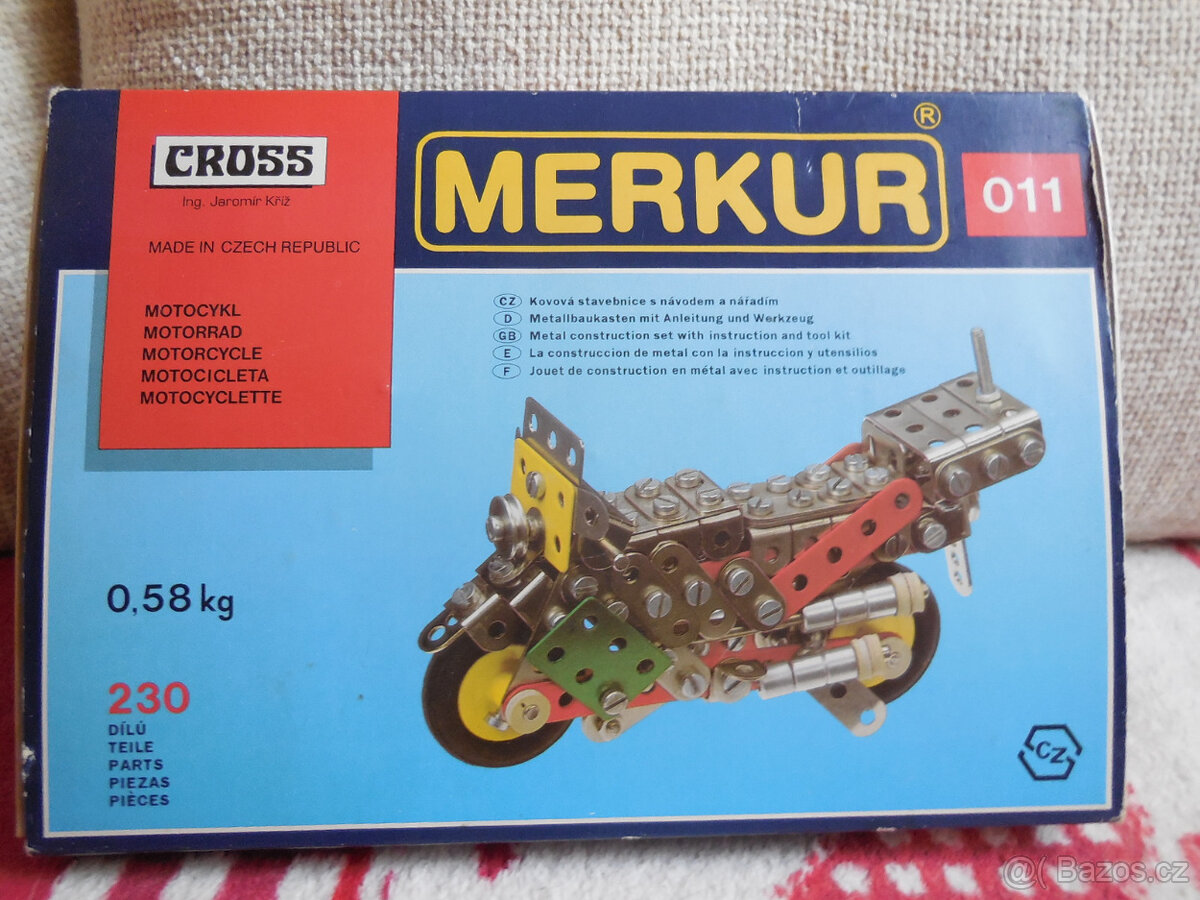 CROSS
Ing. Jaromír Kříž
MADE IN CZECH REPUBLIC
MOTOCYKL
MOTORRAD
MOTORCYCLE
MOTOCICLETA
MOTOCYCLETTE
MERKUR®
011
CZ Kovová stavebnice s návodem a nářadím
D Metallbaukasten mit Anleitung und Werkzeug
GB Metal construction set with instruction and tool kit
E La construccion de metal con la instruccion y utensilios
F Jouet de construction en métal avec instruction et outillage
0,58 kg
230
DÍLŮ
TEILE
PARTS
PIEZAS
PIÈCES
CZ
@( Bazos.cz